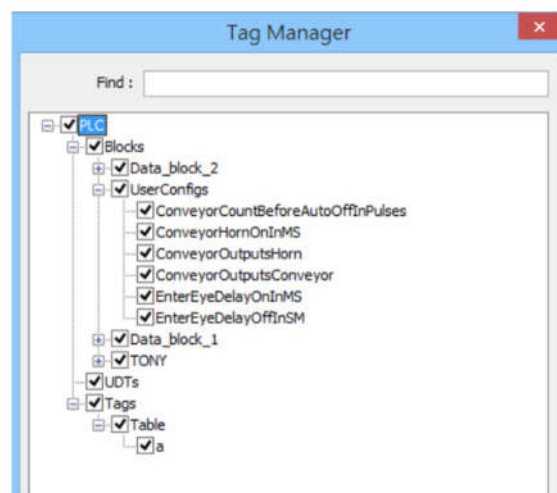 Tag Manager
Find :
PLC
Blocks
Data_block_2
UserConfigs
ConveyorCountBeforeAutoOffInPulses
ConveyorHornOnInMS
ConveyorOutputsHorn
ConveyorOutputsConveyor
EnterEyeDelayOnInMS
EnterEyeDelayOffInSM
Data_block_1
TONY
UDTs
Tags
Table
a